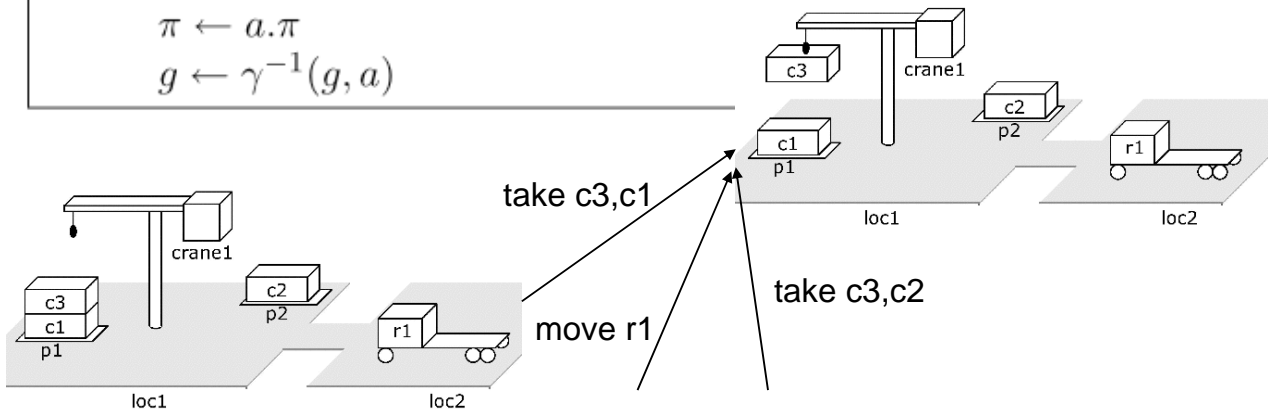 π ← a.π
g ← γ⁻¹(g, a)
c3
crane1
c2
p2
c1
p1
r1
loc1
loc2
take c3,c1
take c3,c2
move r1
crane1
c3
c1
p1
c2
p2
r1
loc1
loc2